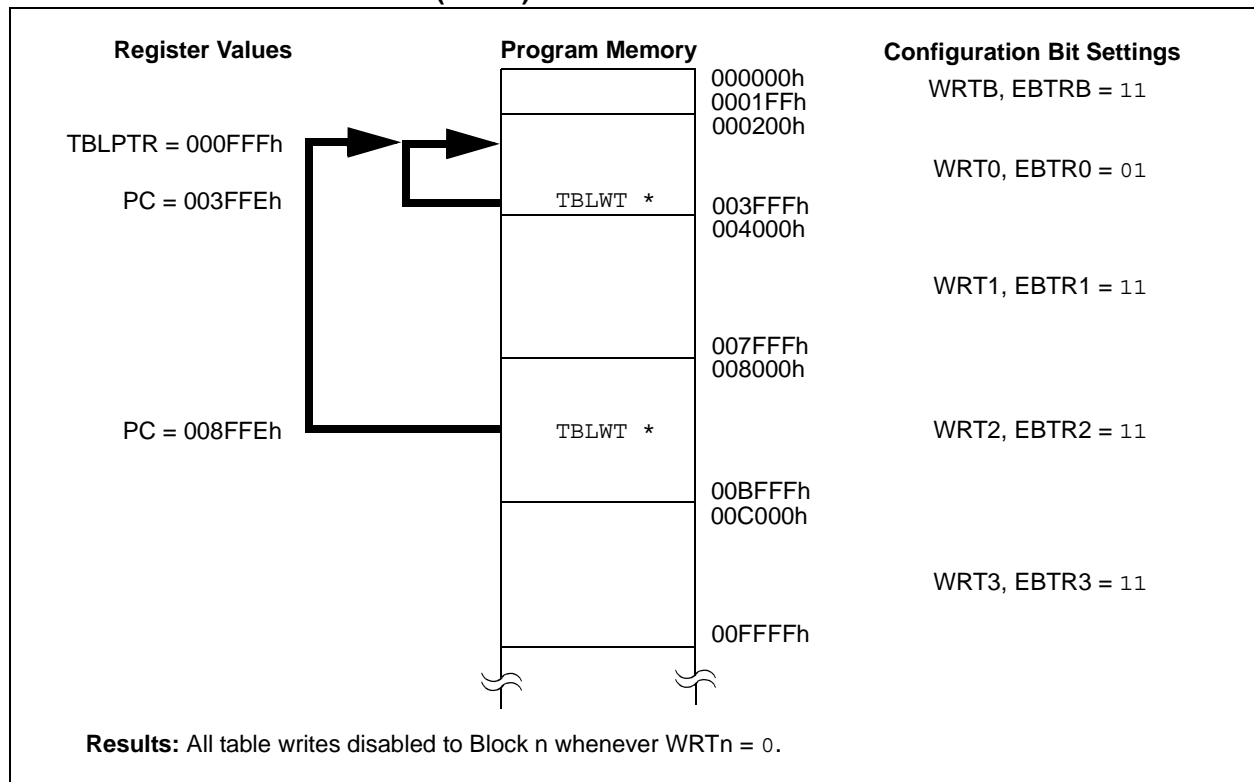 Register Values
Program Memory
Configuration Bit Settings
000000h
WRTB, EBTRB = 11
0001FFh
000200h
TBLPTR = 000FFFh
WRT0, EBTR0 = 01
PC = 003FFEh
TBLWT *
003FFFh
004000h
WRT1, EBTR1 = 11
007FFFh
008000h
PC = 008FFEh
TBLWT *
WRT2, EBTR2 = 11
00BFFFh
00C000h
WRT3, EBTR3 = 11
00FFFFh
Results: All table writes disabled to Block n whenever WRTn = 0.